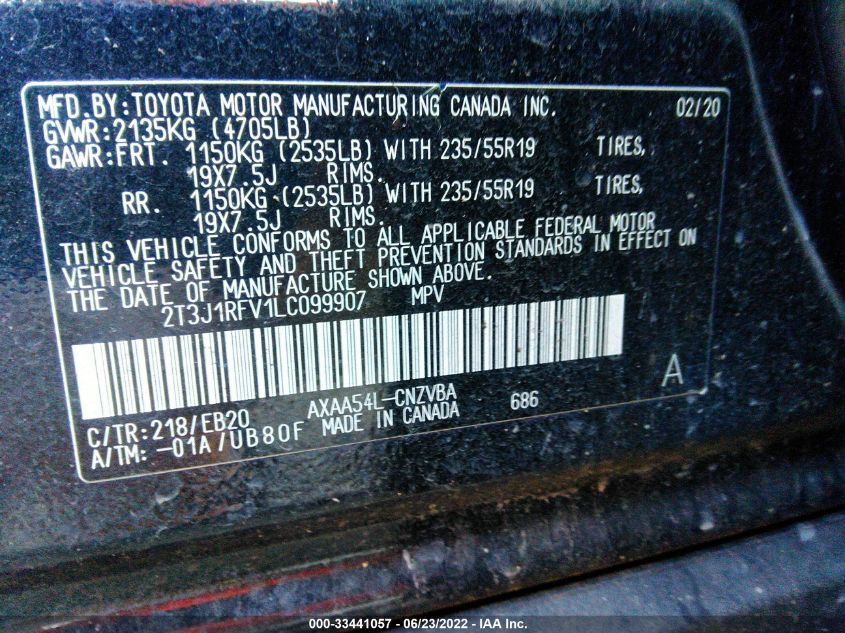 MFD.BY:TOYOTA MOTOR MANUFACTURING CANADA INC. 02/20
GVWR:2135KG (4705LB)
GAWR:FRT. 1150KG (2535LB) WITH 235/55R19 TIRES,
19X7.5J RIMS.
RR. 1150KG (2535LB) WITH 235/55R19 TIRES,
19X7.5J RIMS.
THIS VEHICLE CONFORMS TO ALL APPLICABLE FEDERAL MOTOR
VEHICLE SAFETY AND THEFT PREVENTION STANDARDS IN EFFECT ON
THE DATE OF MANUFACTURE SHOWN ABOVE.
2T3J1RFV1LC099907 MPV
A
C/TR:218/EB20 AXAA54L-CNZVBA 686
A/TM: -01A/UB80F MADE IN CANADA
000-33441057 - 06/23/2022 - IAA Inc.